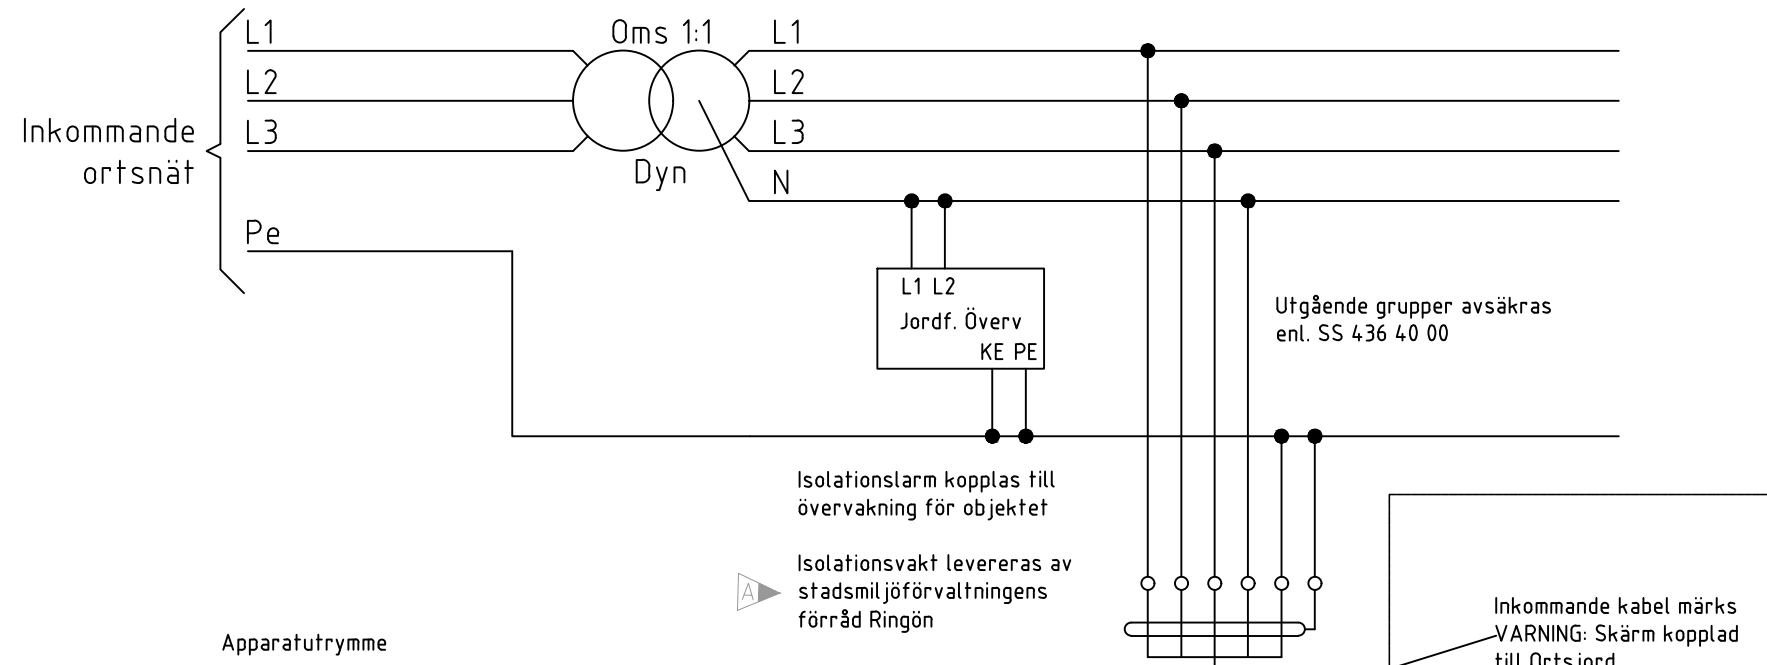 Oms 1:1
L1
L1
L2
L2
L3
L3
Inkommande
ortsnät
Dyn
N
Pe
L1 L2
Jordf. Överv
KE PE
Utgående grupper avsäkras
enl. SS 436 40 00
Isolationslarm kopplas till
övervakning för objektet
Isolationsvakt levereras av
stadsmiljöförvaltningens
förråd Ringön
A
Inkommande kabel märks
VARNING: Skärm kopplad
till Ortsjord
Apparatutrymme